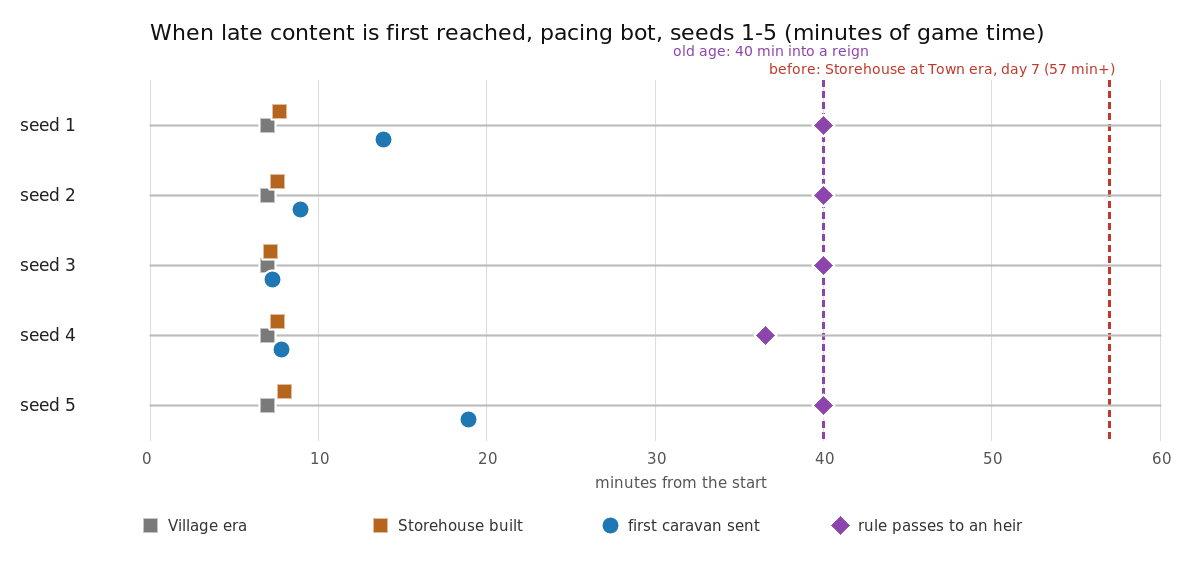 When late content is first reached, pacing bot, seeds 1-5 (minutes of game time)
old age: 40 min into a reign
before: Storehouse at Town era, day 7 (57 min+)
seed 1
seed 2
seed 3
seed 4
seed 5
0 10 20 30 40 50 60
minutes from the start
Village era Storehouse built first caravan sent rule passes to an heir